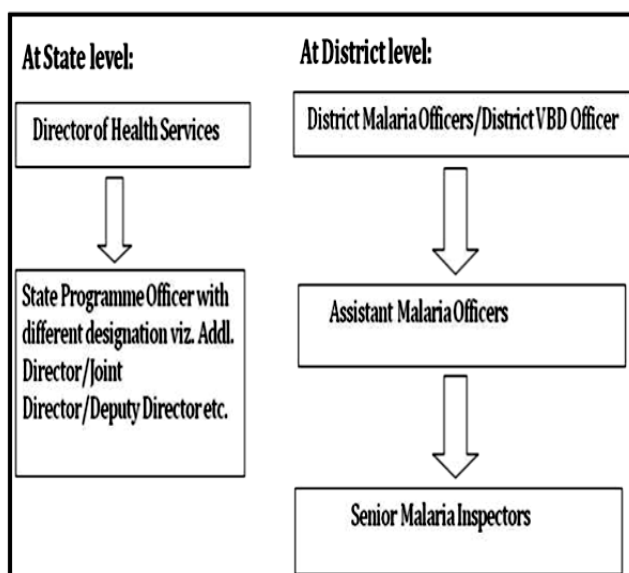 At State level:
Director of Health Services
State Programme Officer with
different designation viz. Addl.
Director/Joint
Director/Deputy Director etc.
At District level:
District Malaria Officers/District VBD Officer
Assistant Malaria Officers
Senior Malaria Inspectors